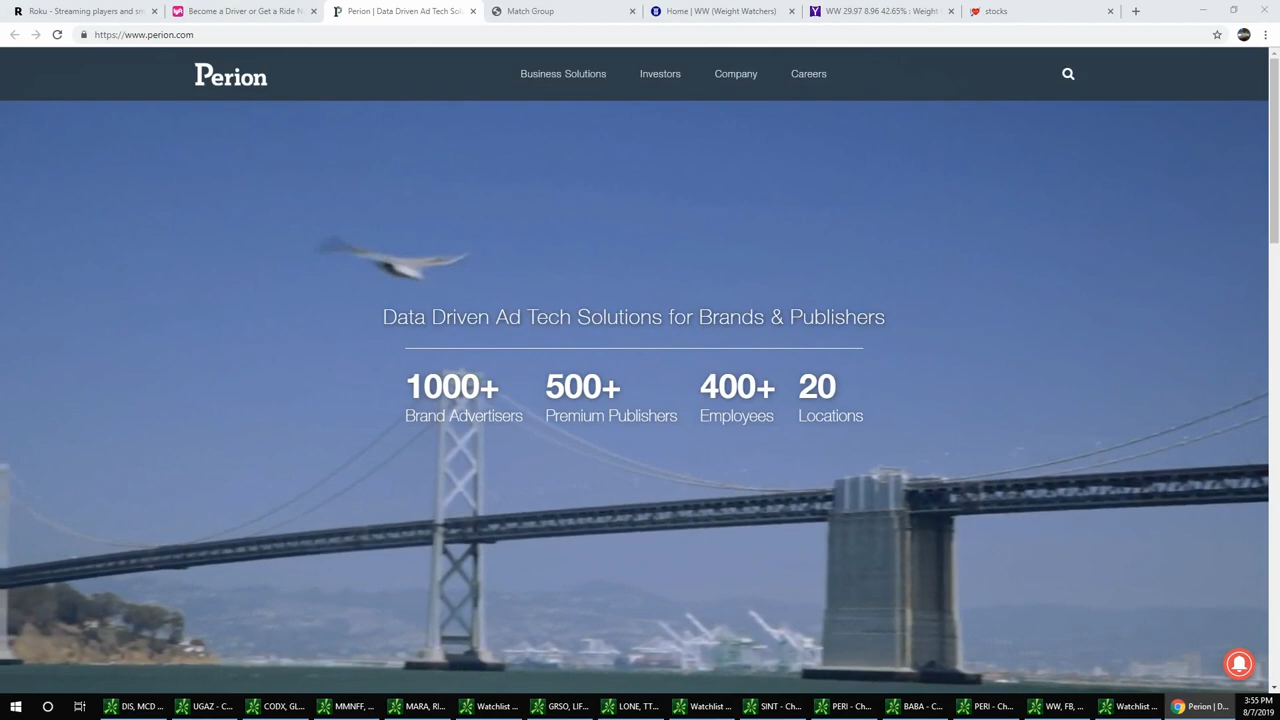 Roku - Streaming players and sm
Become a Driver or Get a Ride N
Perion | Data Driven Ad Tech Sol
Match Group
Home | WW (Weight Watchers)
WW 29.97 8.96 42.65% : Weight
stocks
https://www.perion.com
Perion
Business Solutions
Investors
Company
Careers
Data Driven Ad Tech Solutions for Brands & Publishers
1000+ 500+ 400+ 20
Brand Advertisers Premium Publishers Employees Locations
DIS, MCD ...
UGAZ - C...
CODX, GL...
MMNFF, ...
MARA, RI...
Watchlist ...
GRSO, LIF...
LONE, TT...
Watchlist ...
SINT - Ch...
PERI - Cha...
BABA - C...
PERI - Cha...
WW, FB, ...
Watchlist ...
Perion | D...
3:55 PM
8/7/2019